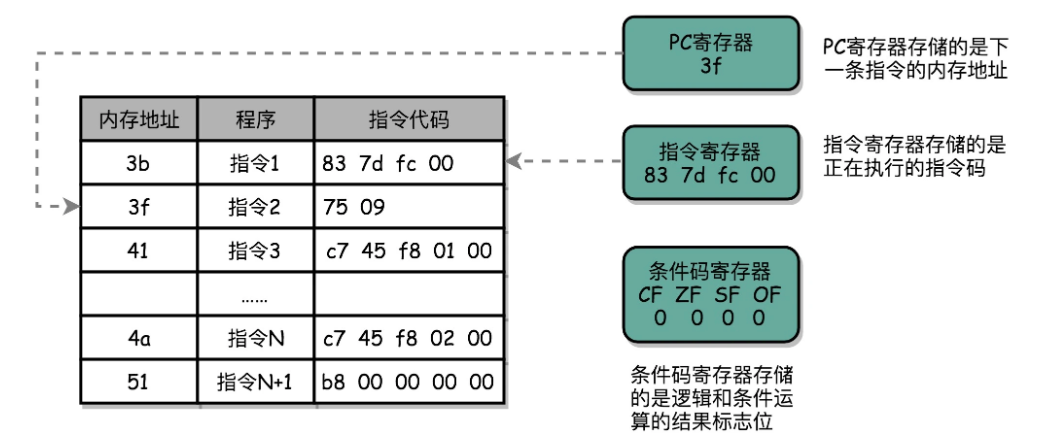 PC寄存器
3f
PC寄存器存储的是下
一条指令的内存地址
内存地址 程序 指令代码
3b 指令1 83 7d fc 00
3f 指令2 75 09
41 指令3 c7 45 f8 01 00
......
4a 指令N c7 45 f8 02 00
51 指令N+1 b8 00 00 00 00
指令寄存器
83 7d fc 00
指令寄存器存储的是
正在执行的指令码
条件码寄存器
CF ZF SF OF
0 0 0 0
条件码寄存器存储
的是逻辑和条件运
算的结果标志位